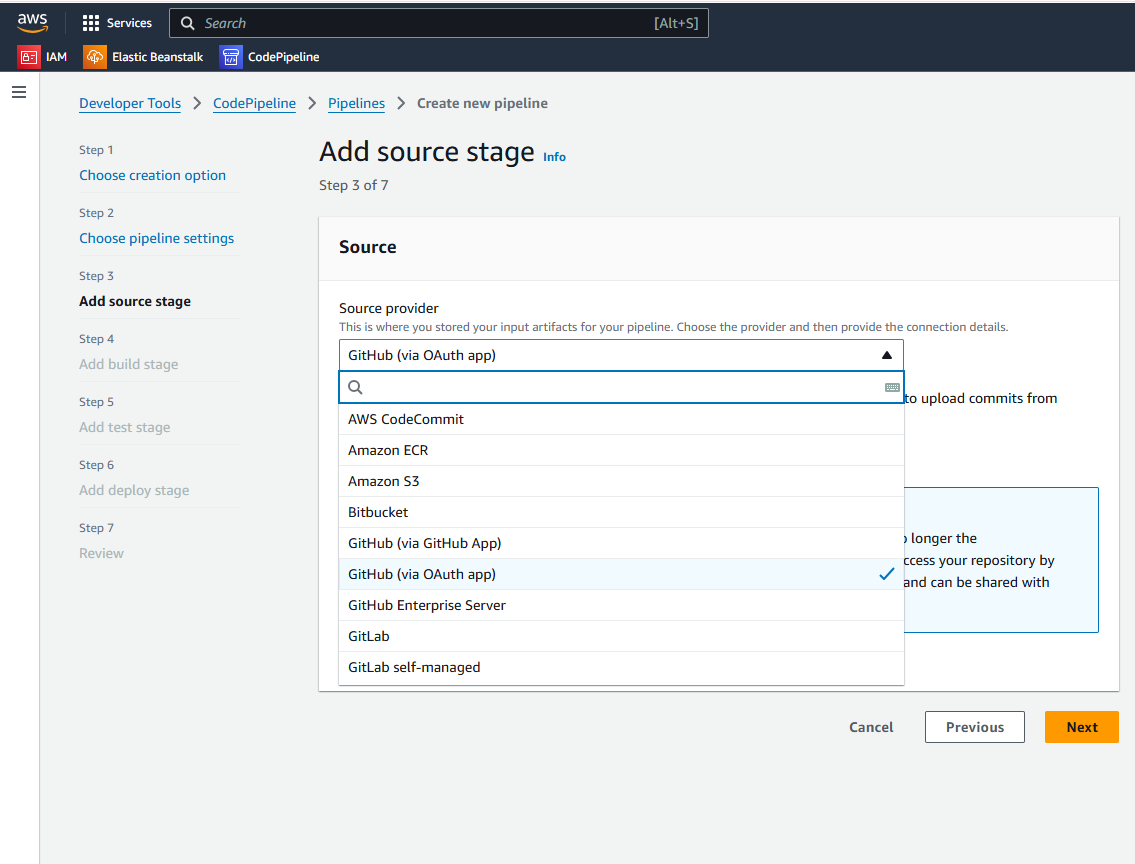 aws
Services
Search
[Alt+S]
IAM
Elastic Beanstalk
CodePipeline
Developer Tools
CodePipeline
Pipelines
Create new pipeline
Step 1
Choose creation option
Step 2
Choose pipeline settings
Step 3
Add source stage
Step 4
Add build stage
Step 5
Add test stage
Step 6
Add deploy stage
Step 7
Review
Add source stage Info
Step 3 of 7
Source
Source provider
This is where you stored your input artifacts for your pipeline. Choose the provider and then provide the connection details.
GitHub (via OAuth app)
to upload commits from
AWS CodeCommit
Amazon ECR
Amazon S3
Bitbucket
GitHub (via GitHub App)
longer the
ccess your repository by
GitHub (via OAuth app)
and can be shared with
GitHub Enterprise Server
GitLab
GitLab self-managed
Cancel
Previous
Next